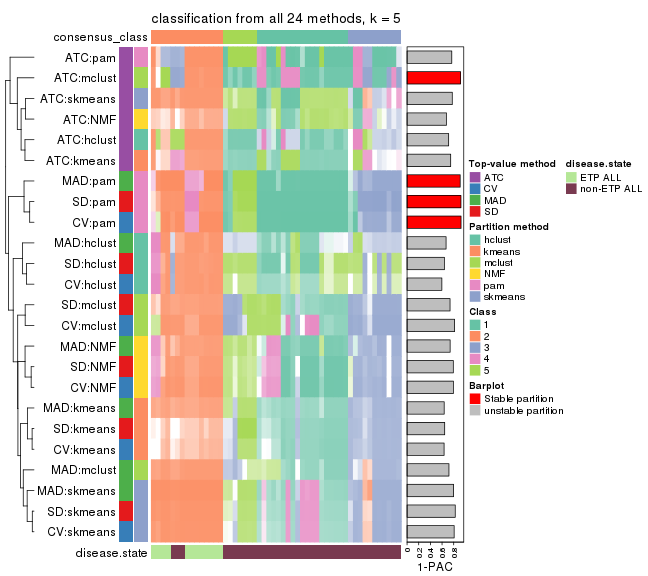 classification from all 24 methods, k = 5
consensus_class
ATC:pam
ATC:mclust
ATC:skmeans
ATC:NMF
ATC:hclust
ATC:kmeans
MAD:pam
SD:pam
CV:pam
MAD:hclust
SD:hclust
CV:hclust
SD:mclust
CV:mclust
MAD:NMF
SD:NMF
CV:NMF
MAD:kmeans
SD:kmeans
CV:kmeans
MAD:mclust
MAD:skmeans
SD:skmeans
CV:skmeans
disease.state
0 0.2 0.4 0.6 0.8
1-PAC
Top-value method
ATC
CV
MAD
SD
Partition method
hclust
kmeans
mclust
NMF
pam
skmeans
Class
1
2
3
4
5
Barplot
Stable partition
unstable partition
disease.state
ETP ALL
non-ETP ALL